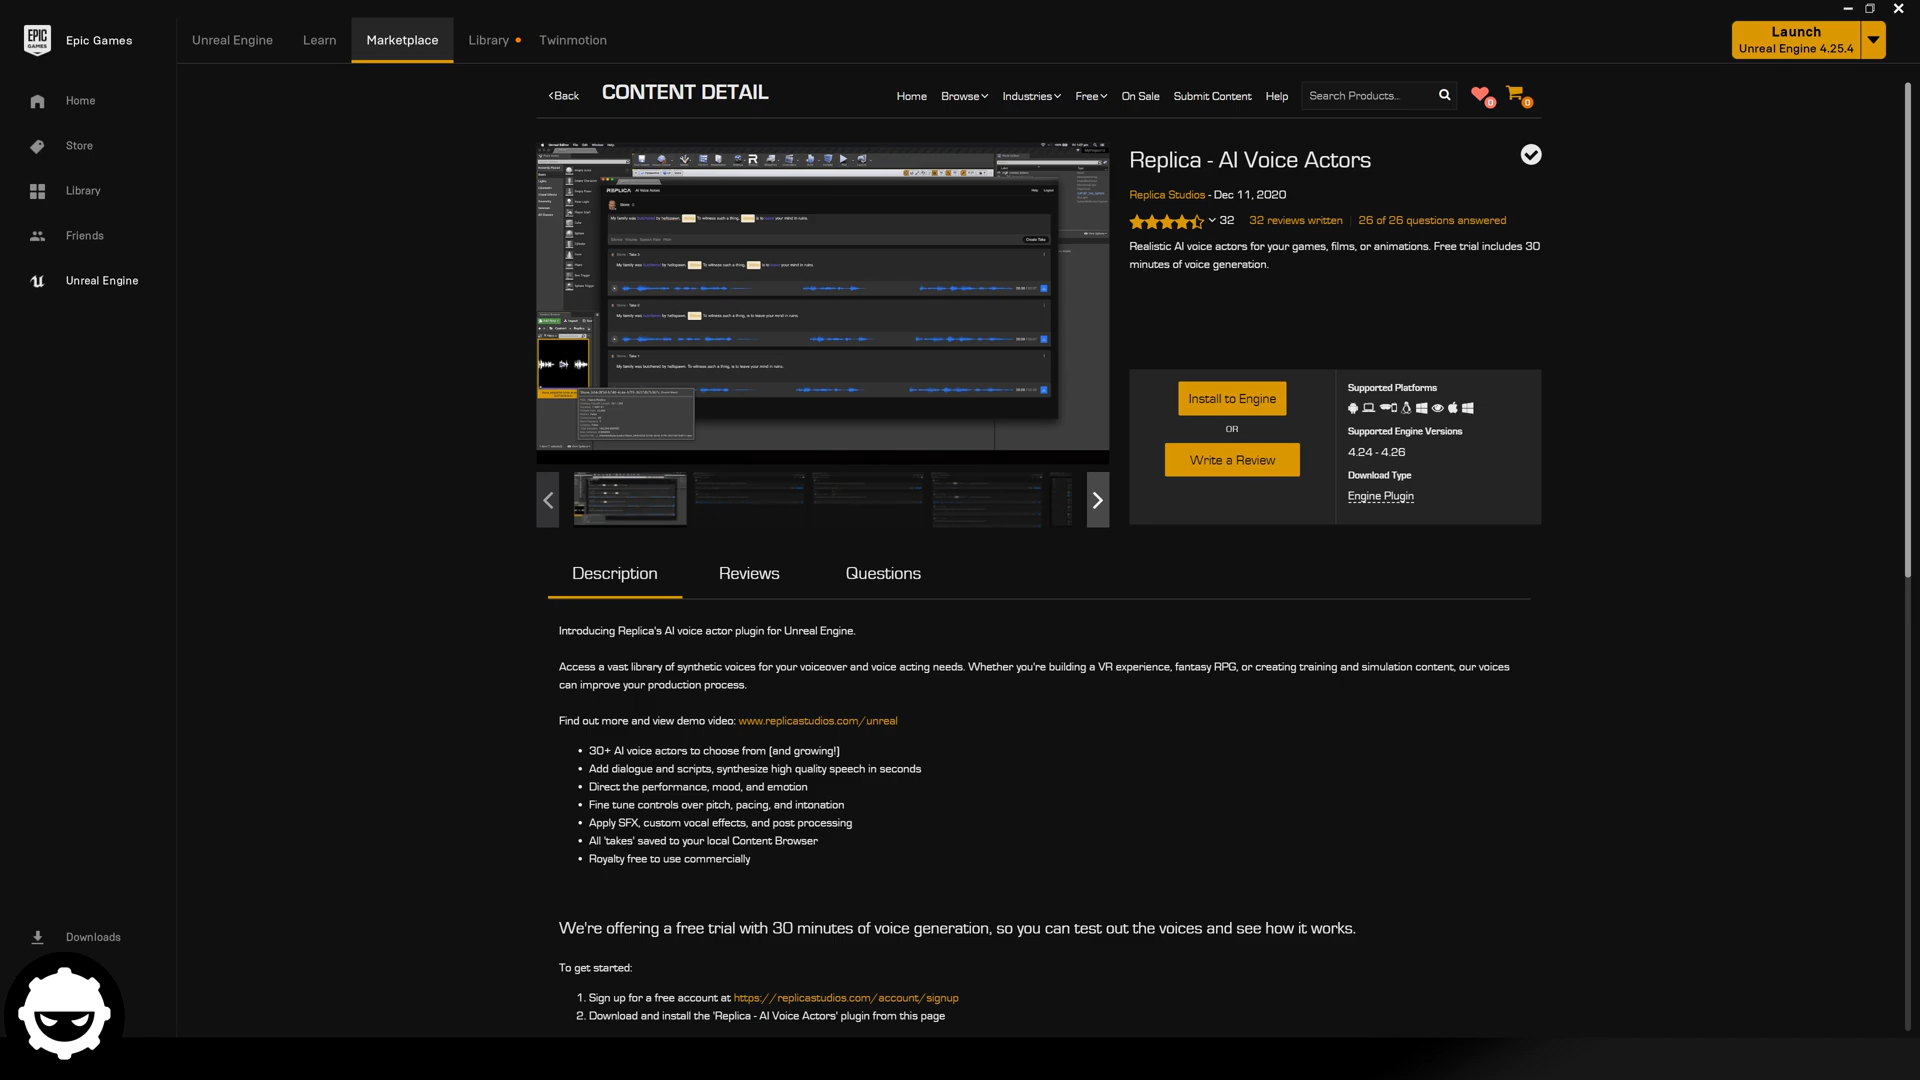 EPIC GAMES
Epic Games
Unreal Engine
Learn
Marketplace
Library
Twinmotion
Launch
Unreal Engine 4.25.4
Home
Store
Library
Friends
Unreal Engine
Downloads
Back
CONTENT DETAIL
Home
Browse
Industries
Free
On Sale
Submit Content
Help
Search Products...
0
0
REPLICA AI Voice Actors
Replica - AI Voice Actors
Replica Studios - Dec 11, 2020
32
32 reviews written
26 of 26 questions answered
Realistic AI voice actors for your games, films, or animations. Free trial includes 30
minutes of voice generation.
Install to Engine
OR
Write a Review
Supported Platforms
Supported Engine Versions
4.24 - 4.26
Download Type
Engine Plugin
Description
Reviews
Questions
Introducing Replica's AI voice actor plugin for Unreal Engine.
Access a vast library of synthetic voices for your voiceover and voice acting needs. Whether you're building a VR experience, fantasy RPG, or creating training and simulation content, our voices
can improve your production process.
Find out more and view demo video: www.replicastudios.com/unreal
• 30+ AI voice actors to choose from (and growing!)
• Add dialogue and scripts, synthesize high quality speech in seconds
• Direct the performance, mood, and emotion
• Fine tune controls over pitch, pacing, and intonation
• Apply SFX, custom vocal effects, and post processing
• All 'takes' saved to your local Content Browser
• Royalty free to use commercially
We're offering a free trial with 30 minutes of voice generation, so you can test out the voices and see how it works.
To get started:
1. Sign up for a free account at https://replicastudios.com/account/signup
2. Download and install the 'Replica - AI Voice Actors' plugin from this page